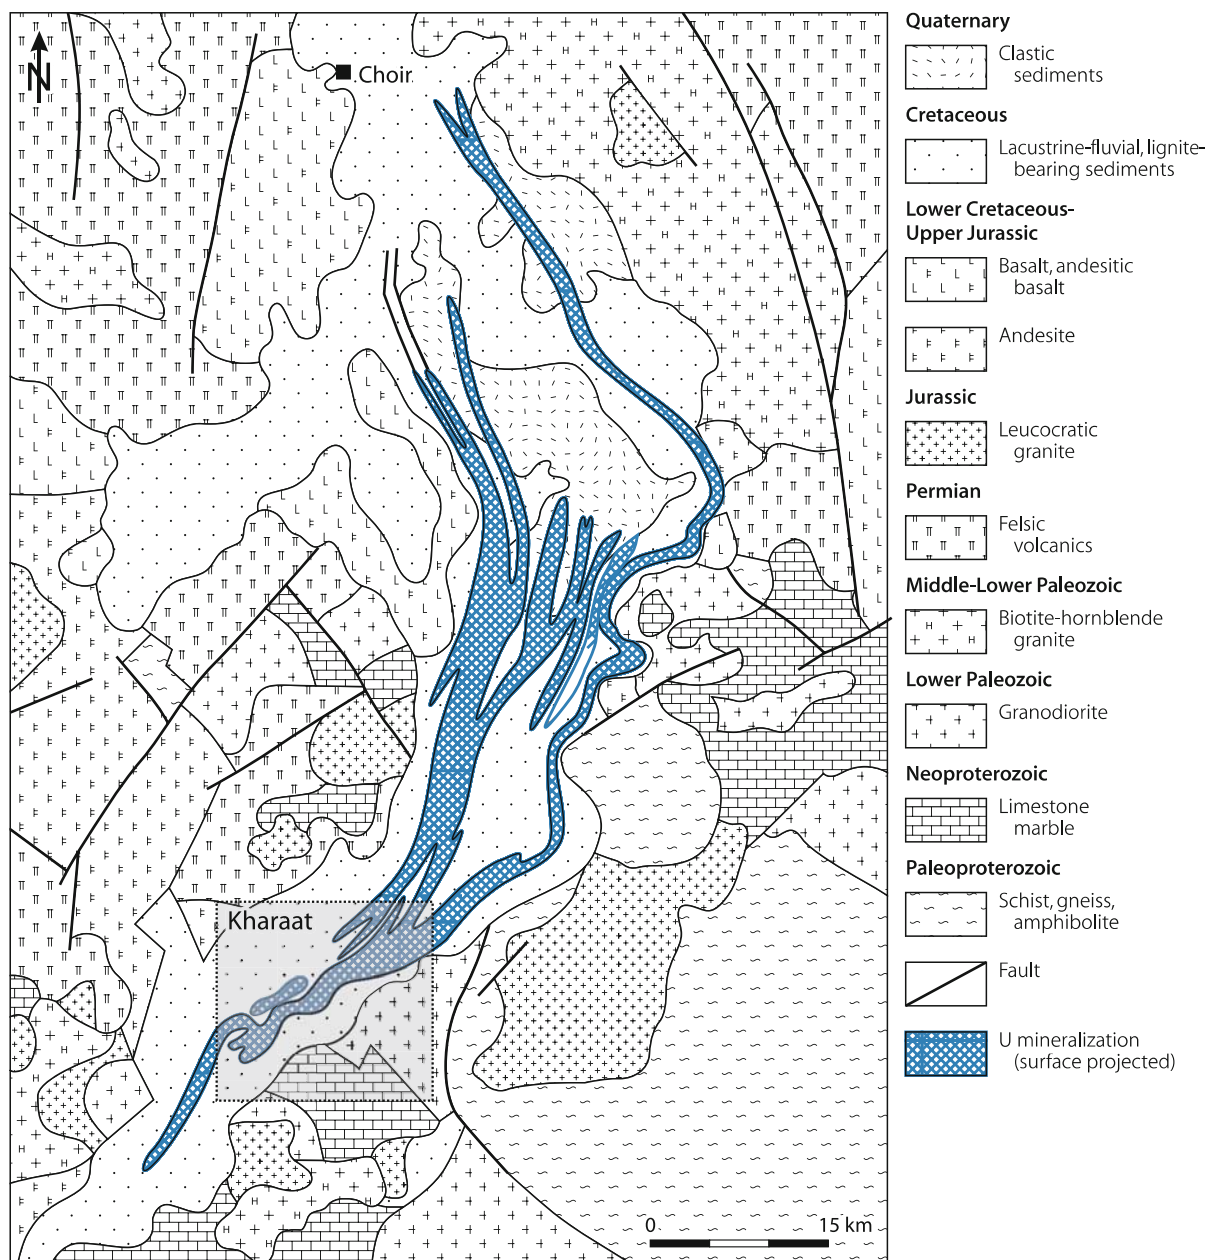 N
Choir
Kharaat
0 15 km
Quaternary
Clastic
sediments
Cretaceous
Lacustrine-fluvial, lignite-
bearing sediments
Lower Cretaceous-
Upper Jurassic
Basalt, andesitic
basalt
Andesite
Jurassic
Leucocratic
granite
Permian
Felsic
volcanics
Middle-Lower Paleozoic
Biotite-hornblende
granite
Lower Paleozoic
Granodiorite
Neoproterozoic
Limestone
marble
Paleoproterozoic
Schist, gneiss,
amphibolite
Fault
U mineralization
(surface projected)